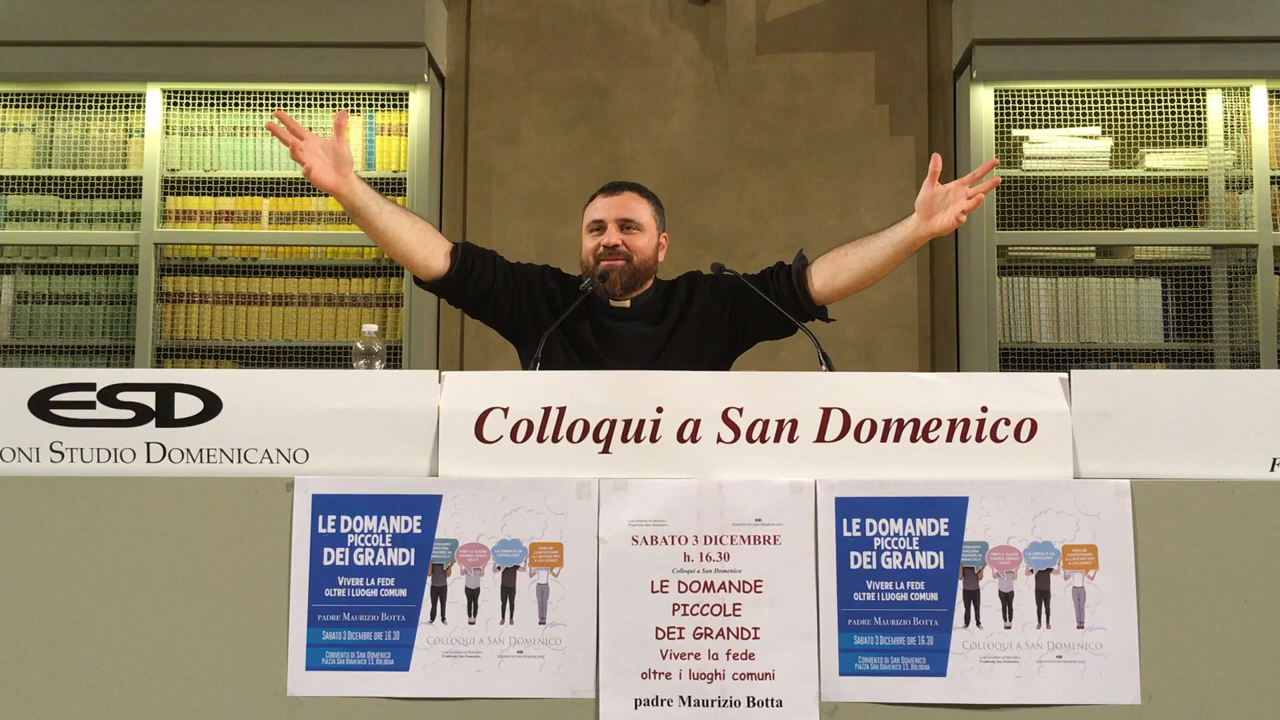 ESD
ONI STUDIO DOMENICANO
Colloqui a San Domenico
F
LE DOMANDE
PICCOLE
DEI GRANDI
VIVERE LA FEDE
OLTRE I LUOGHI COMUNI
PADRE MAURIZIO BOTTA
SABATO 3 DICEMBRE ORE 16.30
CONVENTO DI SAN DOMENICO
PIAZZA SAN DOMENICO 13, BOLOGNA
COLLOQUI A SAN DOMENICO
SABATO 3 DICEMBRE
h. 16.30
Colloqui a San Domenico
LE DOMANDE
PICCOLE
DEI GRANDI
Vivere la fede
oltre i luoghi comuni
padre Maurizio Botta
LE DOMANDE
PICCOLE
DEI GRANDI
VIVERE LA FEDE
OLTRE I LUOGHI COMUNI
PADRE MAURIZIO BOTTA
SABATO 3 DICEMBRE ORE 16.30
CONVENTO DI SAN DOMENICO
PIAZZA SAN DOMENICO 13, BOLOGNA
COLLOQUI A SAN DOMENICO